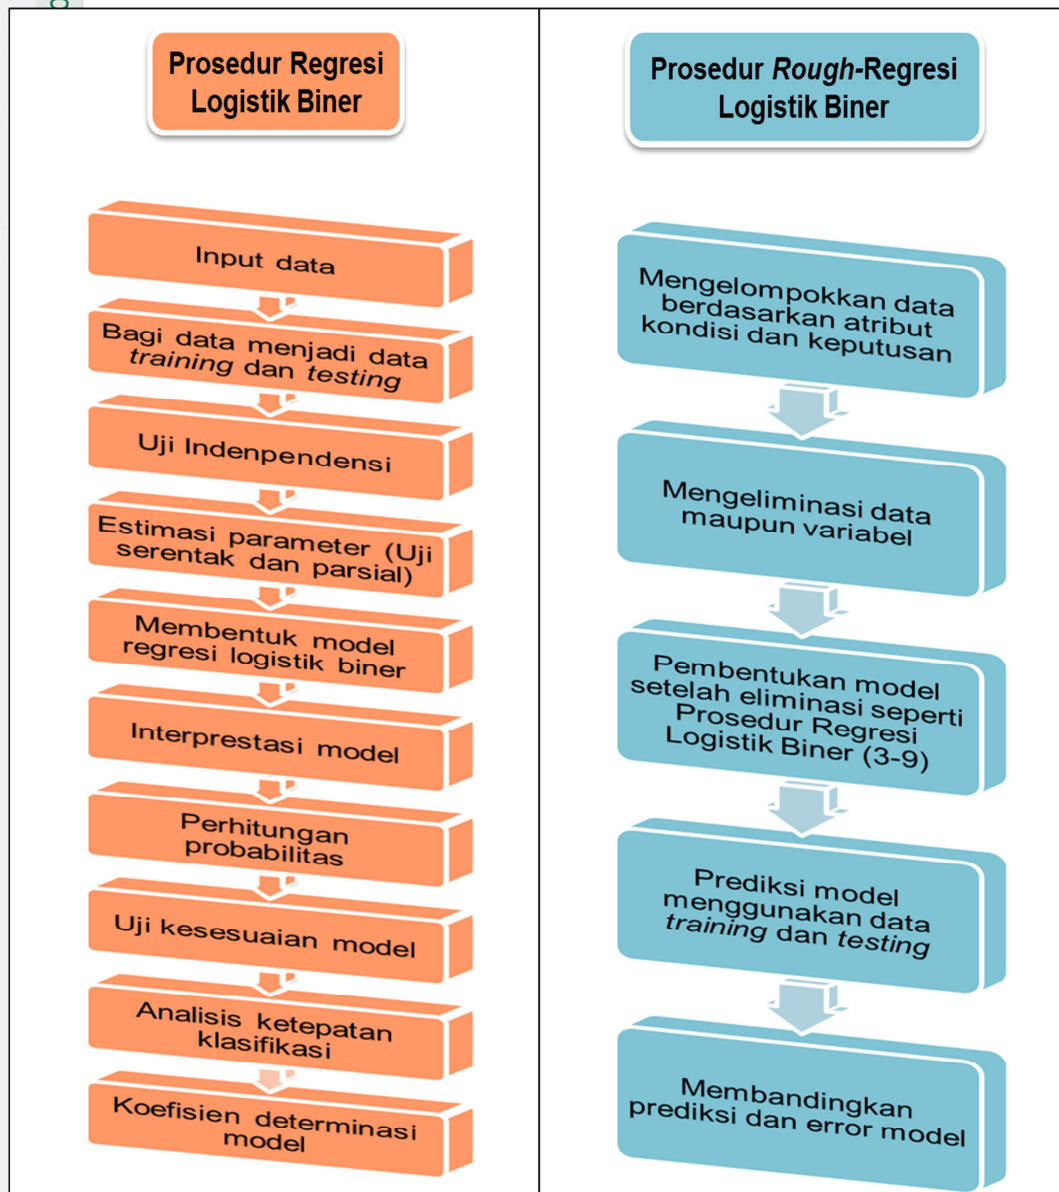 Prosedur Regresi
Logistik Biner
Input data
Bagi data menjadi data
training dan testing
Uji Indenpendensi
Estimasi parameter (Uji
serentak dan parsial)
Membentuk model
regresi logistik biner
Interprestasi model
Perhitungan
probabilitas
Uji kesesuaian model
Analisis ketepatan
klasifikasi
Koefisien determinasi
model
Prosedur Rough-Regresi
Logistik Biner
Mengelompokkan data
berdasarkan atribut
kondisi dan keputusan
Mengeliminasi data
maupun variabel
Pembentukan model
setelah eliminasi seperti
Prosedur Regresi
Logistik Biner (3-9)
Prediksi model
menggunakan data
training dan testing
Membandingkan
prediksi dan error model